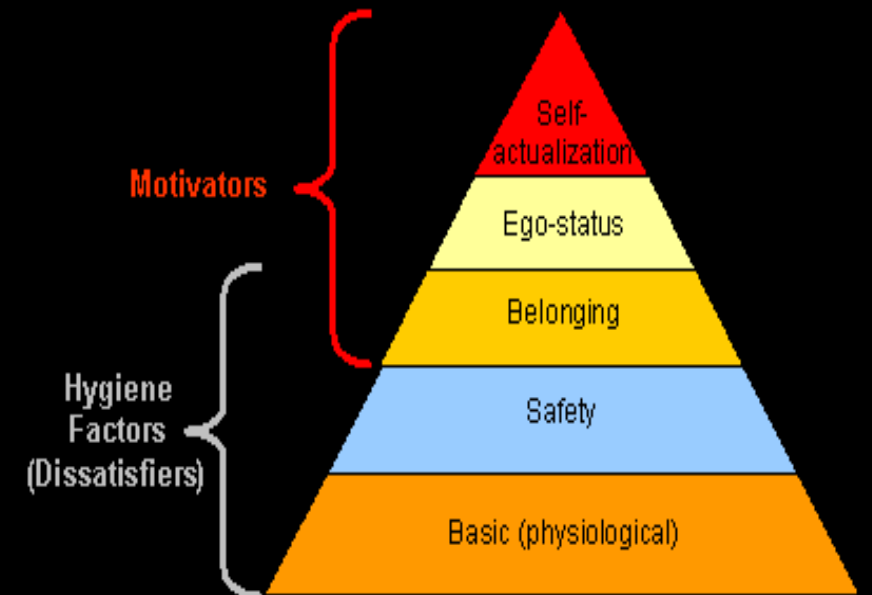 Self-
actualization
Motivators
Ego-status
Belonging
Hygiene
Factors
(Dissatisfiers)
Safety
Basic (physiological)